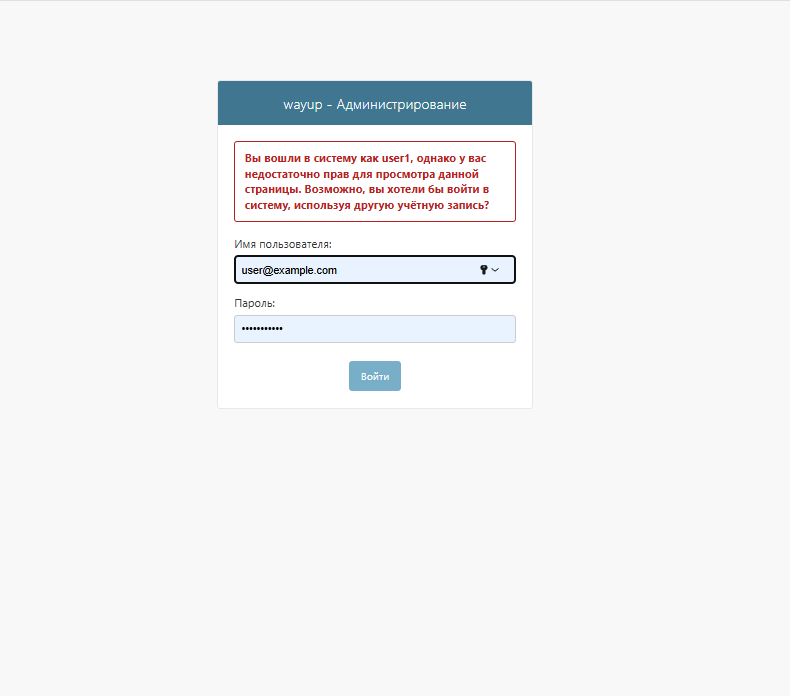 wayup - Администрирование
Вы вошли в систему как user1, однако у вас
недостаточно прав для просмотра данной
страницы. Возможно, вы хотели бы войти в
систему, используя другую учётную запись?
Имя пользователя:
user@example.com
Пароль:
•••••••••••
Войти